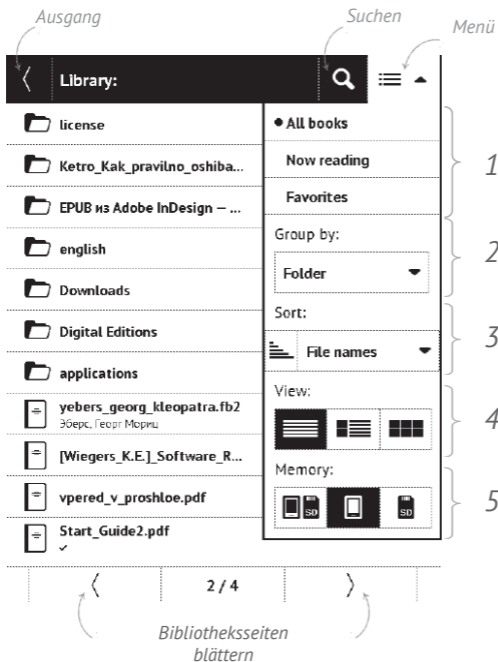 Ausgang
Suchen
Menü
Library:
license
Ketro_Kak_pravilno_oshiba...
EPUB из Adobe InDesign — ...
english
Downloads
Digital Editions
applications
yebers_georg_kleopatra.fb2
Эберс, Георг Мориц
[Wiegers_K.E.]_Software_R...
vpered_v_proshloe.pdf
Start_Guide2.pdf
All books
Now reading
Favorites
1
Group by:
Folder
2
Sort:
File names
3
View:
4
Memory:
SD
SD
5
2 / 4
Bibliotheksseiten
blättern